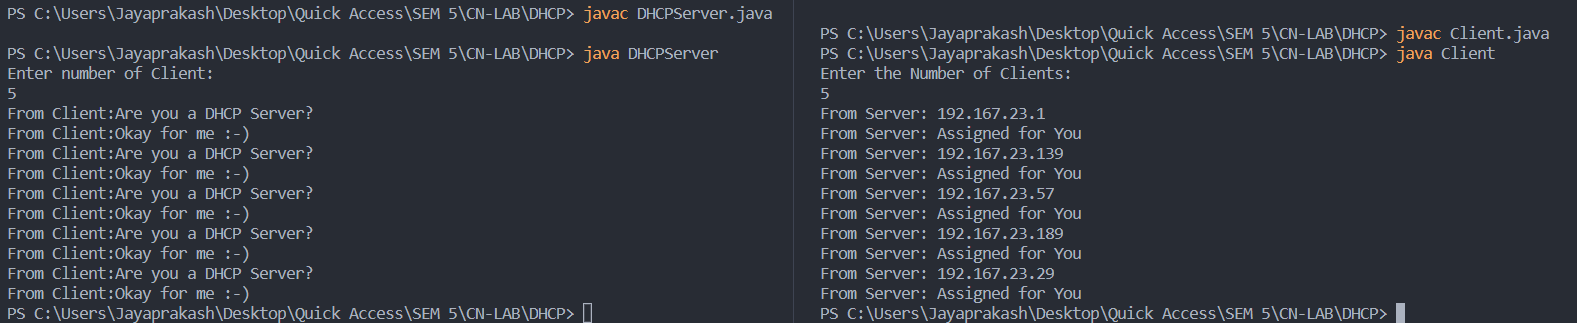 PS C:\Users\Jayaprakash\Desktop\Quick Access\SEM 5\CN-LAB\DHCP> javac DHCPServer.java
PS C:\Users\Jayaprakash\Desktop\Quick Access\SEM 5\CN-LAB\DHCP> java DHCPServer
Enter number of Client:
5
From Client:Are you a DHCP Server?
From Client:Okay for me :-)
From Client:Are you a DHCP Server?
From Client:Okay for me :-)
From Client:Are you a DHCP Server?
From Client:Okay for me :-)
From Client:Are you a DHCP Server?
From Client:Okay for me :-)
From Client:Are you a DHCP Server?
From Client:Okay for me :-)
PS C:\Users\Jayaprakash\Desktop\Quick Access\SEM 5\CN-LAB\DHCP>
PS C:\Users\Jayaprakash\Desktop\Quick Access\SEM 5\CN-LAB\DHCP> javac Client.java
PS C:\Users\Jayaprakash\Desktop\Quick Access\SEM 5\CN-LAB\DHCP> java Client
Enter the Number of Clients:
5
From Server: 192.167.23.1
From Server: Assigned for You
From Server: 192.167.23.139
From Server: Assigned for You
From Server: 192.167.23.57
From Server: Assigned for You
From Server: 192.167.23.189
From Server: Assigned for You
From Server: 192.167.23.29
From Server: Assigned for You
PS C:\Users\Jayaprakash\Desktop\Quick Access\SEM 5\CN-LAB\DHCP>